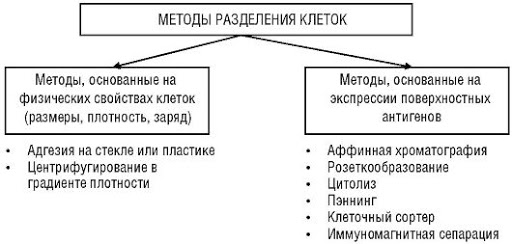 МЕТОДЫ РАЗДЕЛЕНИЯ КЛЕТОК
Методы, основанные на
физических свойствах клеток
(размеры, плотность, заряд)
• Адгезия на стекле или пластике
• Центрифугирование в
градиенте плотности
Методы, основанные на
экспрессии поверхностных
антигенов
• Аффинная хроматография
• Розеткообразование
• Цитолиз
• Пэннинг
• Клеточный сортер
• Иммуномагнитная сепарация